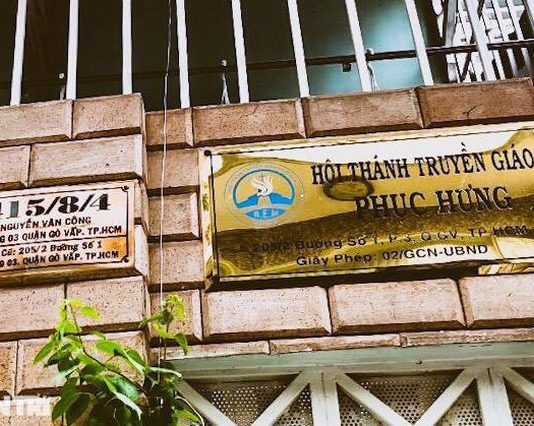 415/8/4
NGUYỄN VĂN CÔNG
G 03. QUẬN GÒ VẤP. TP.HCM
Cũ: 205/2 Đường Số 1
G 03. QUẬN GÒ VẤP. TP.HCM
HỘI THÁNH TRUYỀN GIÁO
PHỤC HƯNG
R.E.M
205/2 Đường Số 1, P.3, Q.GV, TP.HCM
Giấy Phép: 02/GCN-UBND